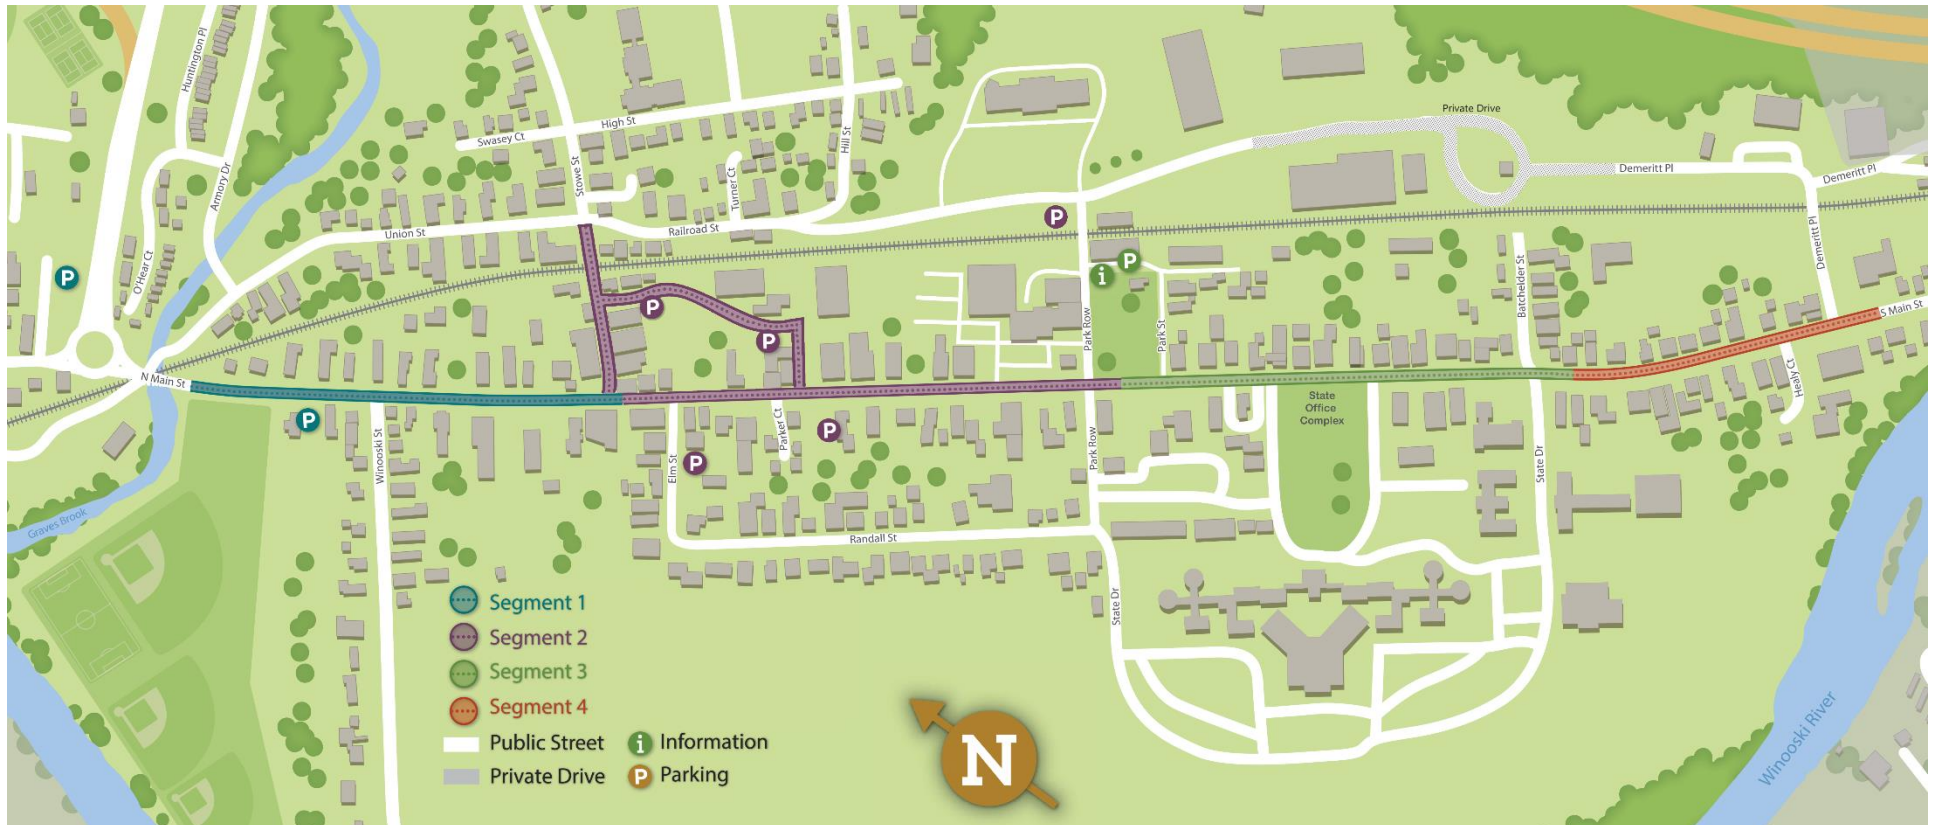 Huntington Pl
Armory Dr
O'Hear Ct
P
Swasey Ct
High St
Stowe St
Turner Ct
Hill St
Union St
Railroad St
P
Private Drive
Demeritt Pl
Demeritt Pl
Demeritt Pl
P
i
P
P
Park Row
Park St
Batchelder St
S Main St
Healy Ct
N Main St
P
Winooski St
Elm St
P
Parker Ct
P
Park Row
State
Office
Complex
State Dr
Graves Brook
Randall St
State Dr
Segment 1
Segment 2
Segment 3
Segment 4
Public Street
i Information
Private Drive
P Parking
N
Winooski River